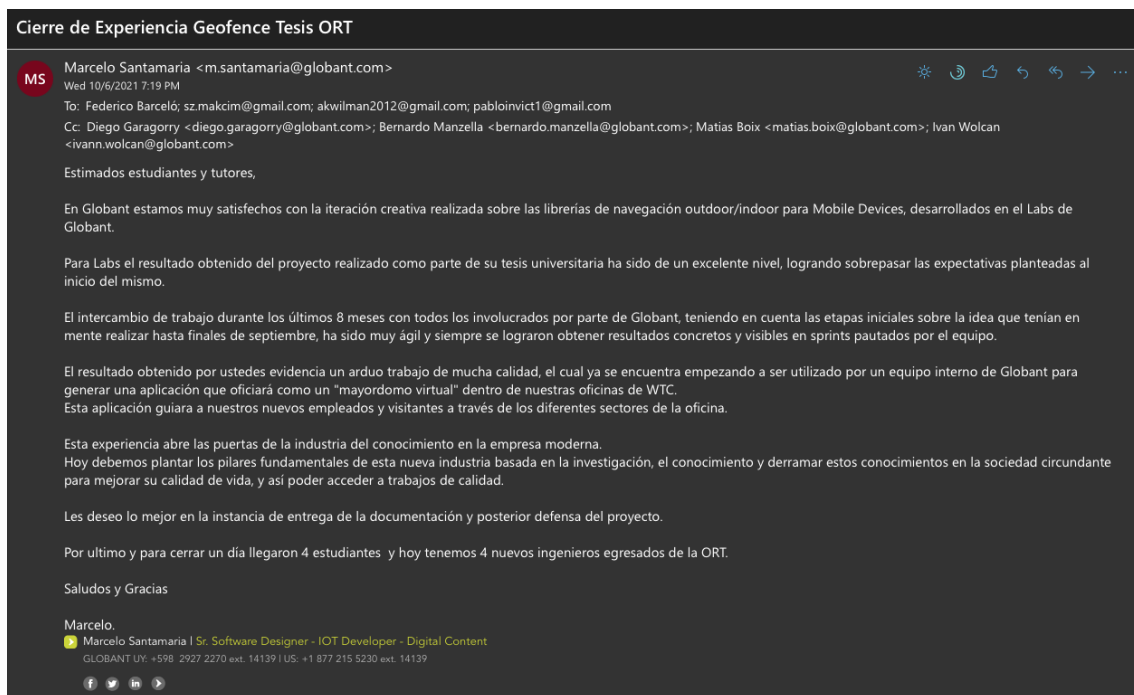 Cierre de Experiencia Geofence Tesis ORT
MS
Marcelo Santamaria <m.santamaria@globant.com>
Wed 10/6/2021 7:19 PM
To: Federico Barceló; sz.makcim@gmail.com; akwilman2012@gmail.com; pabloinvict1@gmail.com
Cc: Diego Garagorry <diego.garagorry@globant.com>; Bernardo Manzella <bernardo.manzella@globant.com>; Matias Boix <matias.boix@globant.com>; Ivan Wolcan
<ivann.wolcan@globant.com>
Estimados estudiantes y tutores,
En Globant estamos muy satisfechos con la iteración creativa realizada sobre las librerías de navegación outdoor/indoor para Mobile Devices, desarrollados en el Labs de
Globant.
Para Labs el resultado obtenido del proyecto realizado como parte de su tesis universitaria ha sido de un excelente nivel, logrando sobrepasar las expectativas planteadas al
inicio del mismo.
El intercambio de trabajo durante los últimos 8 meses con todos los involucrados por parte de Globant, teniendo en cuenta las etapas iniciales sobre la idea que tenían en
mente realizar hasta finales de septiembre, ha sido muy ágil y siempre se lograron obtener resultados concretos y visibles en sprints pautados por el equipo.
El resultado obtenido por ustedes evidencia un arduo trabajo de mucha calidad, el cual ya se encuentra empezando a ser utilizado por un equipo interno de Globant para
generar una aplicación que oficiará como un "mayordomo virtual" dentro de nuestras oficinas de WTC.
Esta aplicación guiara a nuestros nuevos empleados y visitantes a través de los diferentes sectores de la oficina.
Esta experiencia abre las puertas de la industria del conocimiento en la empresa moderna.
Hoy debemos plantar los pilares fundamentales de esta nueva industria basada en la investigación, el conocimiento y derramar estos conocimientos en la sociedad circundante
para mejorar su calidad de vida, y así poder acceder a trabajos de calidad.
Les deseo lo mejor en la instancia de entrega de la documentación y posterior defensa del proyecto.
Por ultimo y para cerrar un día llegaron 4 estudiantes y hoy tenemos 4 nuevos ingenieros egresados de la ORT.
Saludos y Gracias
Marcelo.
Marcelo Santamaria | Sr. Software Designer - IOT Developer - Digital Content
GLOBANT UY: +598 2927 2270 ext. 14139 | US: +1 877 215 5230 ext. 14139